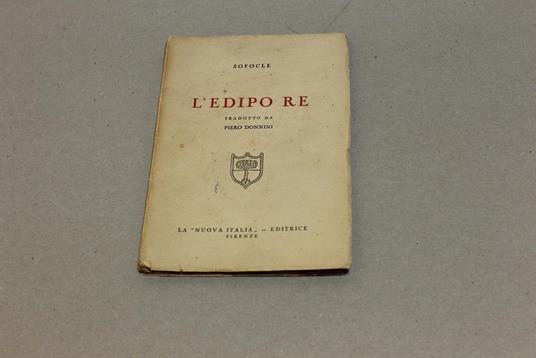 SOFOCLE
L'EDIPO RE
TRADOTTO DA
PIERO DONNINI
LA "NUOVA ITALIA„ — EDITRICE
FIRENZE